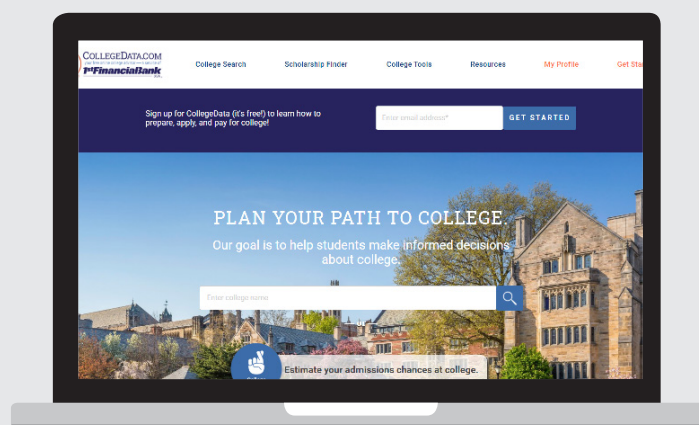 COLLEGEDATA.COM
1st Financial Bank
College Search
Scholarship Finder
College Tools
Resources
My Profile
Get Sta
Sign up for CollegeData (it's free!) to learn how to
prepare, apply, and pay for college!
Enter email address*
GET STARTED
PLAN YOUR PATH TO COLLEGE.
Our goal is to help students make informed decisions
about college.
Enter college name
or
Estimate your admissions chances at college.